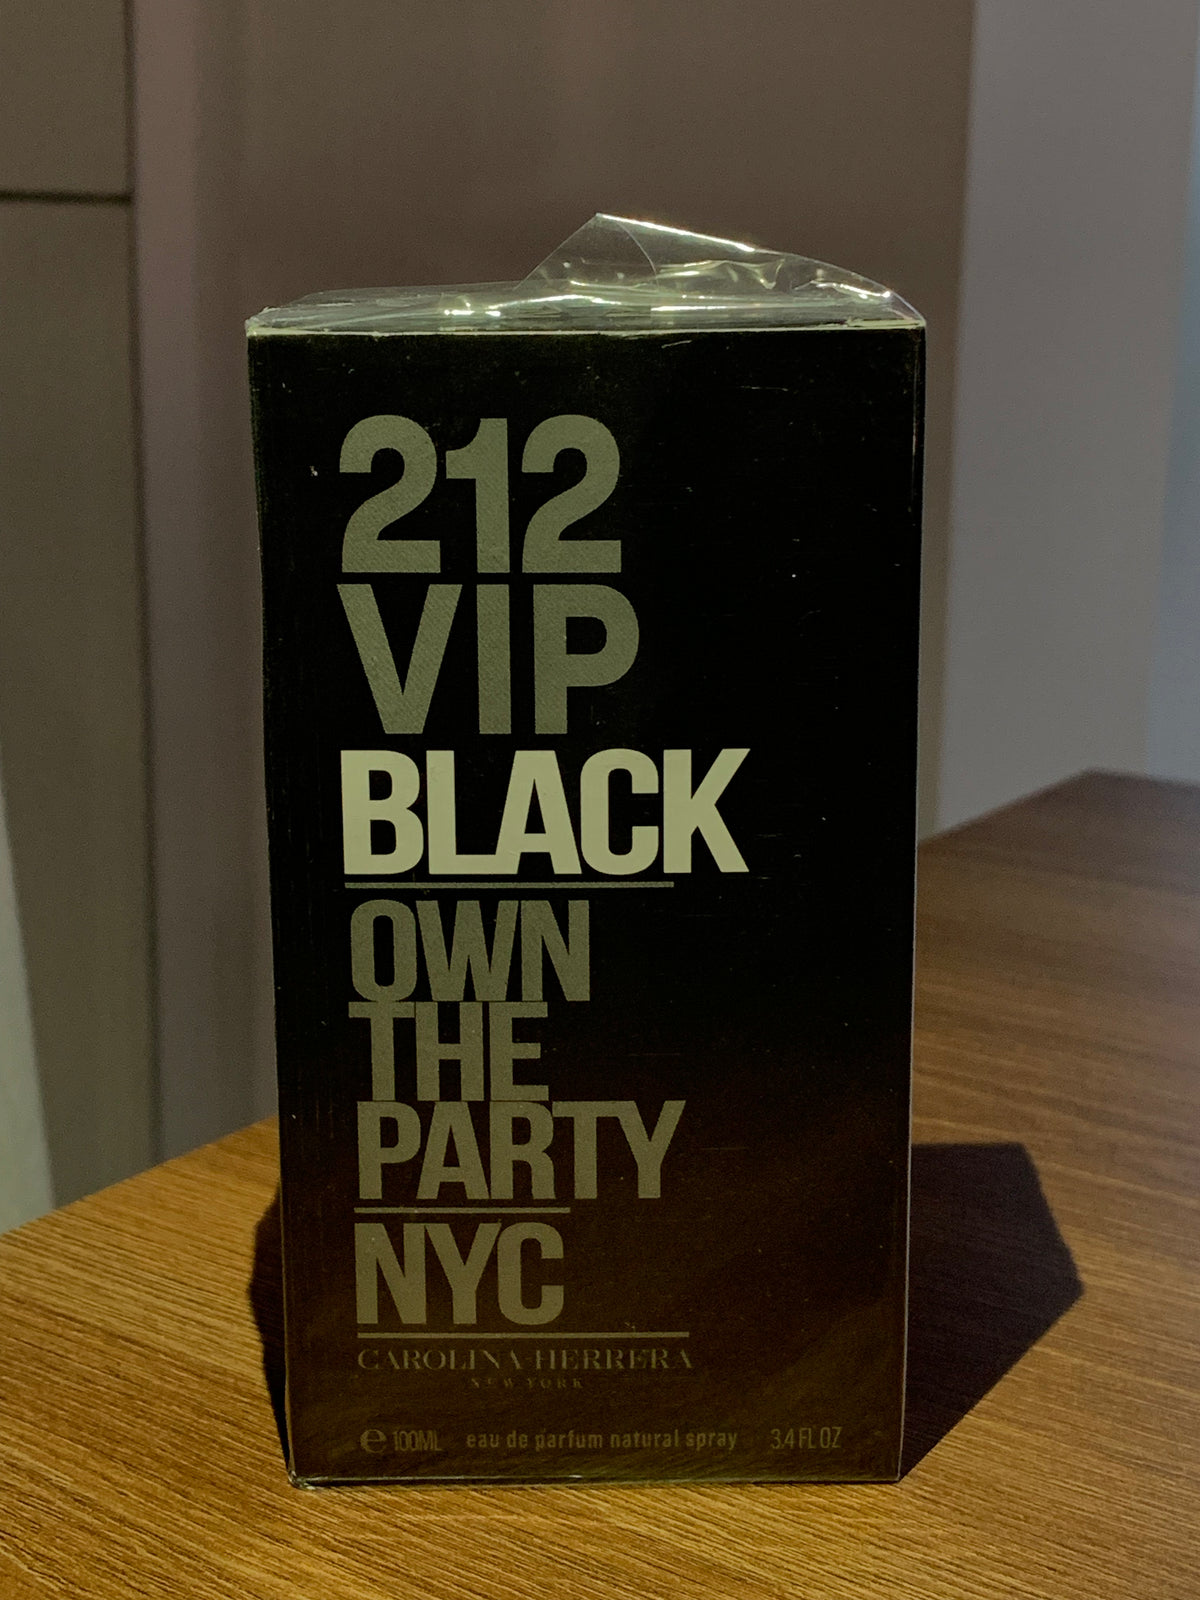 212
VIP
BLACK
OWN
THE
PARTY
NYC
CAROLINA HERRERA
NEW YORK
℮ 100ML eau de parfum natural spray 3.4 FL OZ